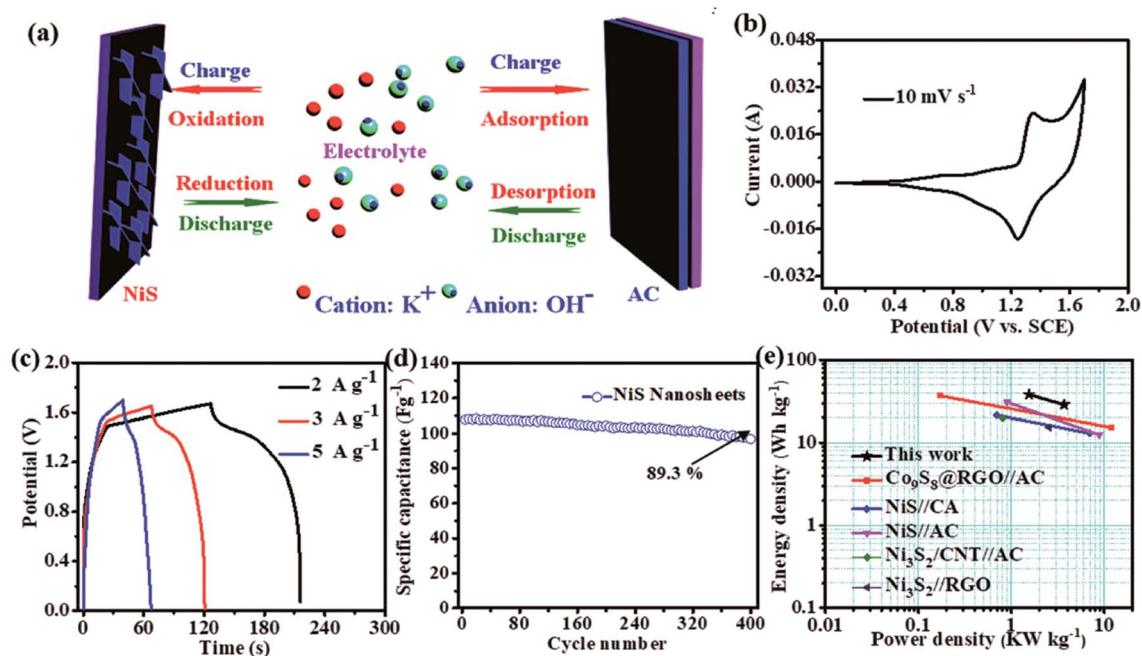 (a)
Charge
Oxidation
Reduction
Discharge
NiS
Electrolyte
Charge
Adsorption
Desorption
Discharge
AC
Cation: K⁺ Anion: OH⁻
(b)
0.048
0.032
0.016
0.000
-0.016
-0.032
Current (A)
10 mV s⁻¹
0.0 0.4 0.8 1.2 1.6 2.0
Potential (V vs. SCE)
(c)
2.0
1.6
1.2
0.8
0.4
0.0
Potential (V)
2 A g⁻¹
3 A g⁻¹
5 A g⁻¹
0 60 120 180 240 300
Time (s)
(d)
140
120
100
80
60
40
20
0
Specific capacitance (Fg⁻¹)
NiS Nanosheets
89.3 %
0 80 160 240 320 400
Cycle number
(e)
100
10
1
0.1
Energy density (Wh kg⁻¹)
This work
Co₉S₈@RGO//AC
NiS//CA
NiS//AC
Ni₃S₂/CNT//AC
Ni₃S₂//RGO
0.01 0.1 1 10
Power density (KW kg⁻¹)